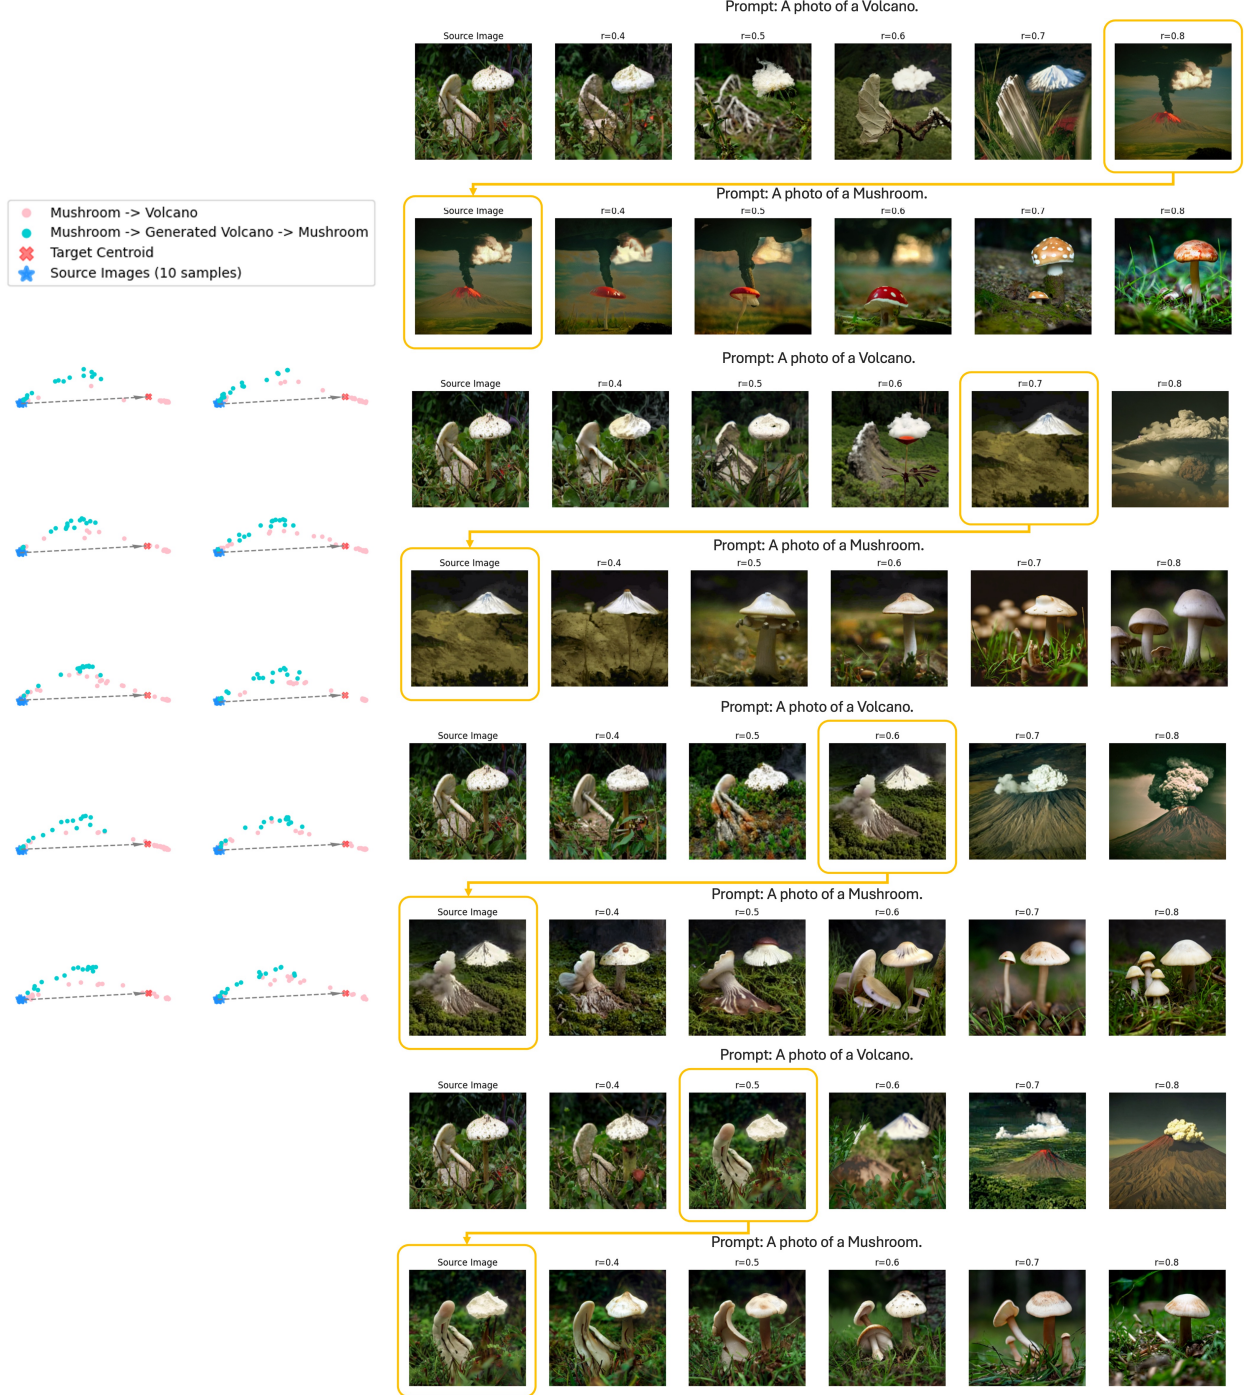 Prompt: A photo of a Volcano.
Source Image r=0.4 r=0.5 r=0.6 r=0.7 r=0.8
Prompt: A photo of a Mushroom.
Source Image r=0.4 r=0.5 r=0.6 r=0.7 r=0.8
Mushroom -> Volcano
Mushroom -> Generated Volcano -> Mushroom
Target Centroid
Source Images (10 samples)
Prompt: A photo of a Volcano.
Source Image r=0.4 r=0.5 r=0.6 r=0.7 r=0.8
Prompt: A photo of a Mushroom.
Source Image r=0.4 r=0.5 r=0.6 r=0.7 r=0.8
Prompt: A photo of a Volcano.
Source Image r=0.4 r=0.5 r=0.6 r=0.7 r=0.8
Prompt: A photo of a Mushroom.
Source Image r=0.4 r=0.5 r=0.6 r=0.7 r=0.8
Prompt: A photo of a Volcano.
Source Image r=0.4 r=0.5 r=0.6 r=0.7 r=0.8
Prompt: A photo of a Mushroom.
Source Image r=0.4 r=0.5 r=0.6 r=0.7 r=0.8